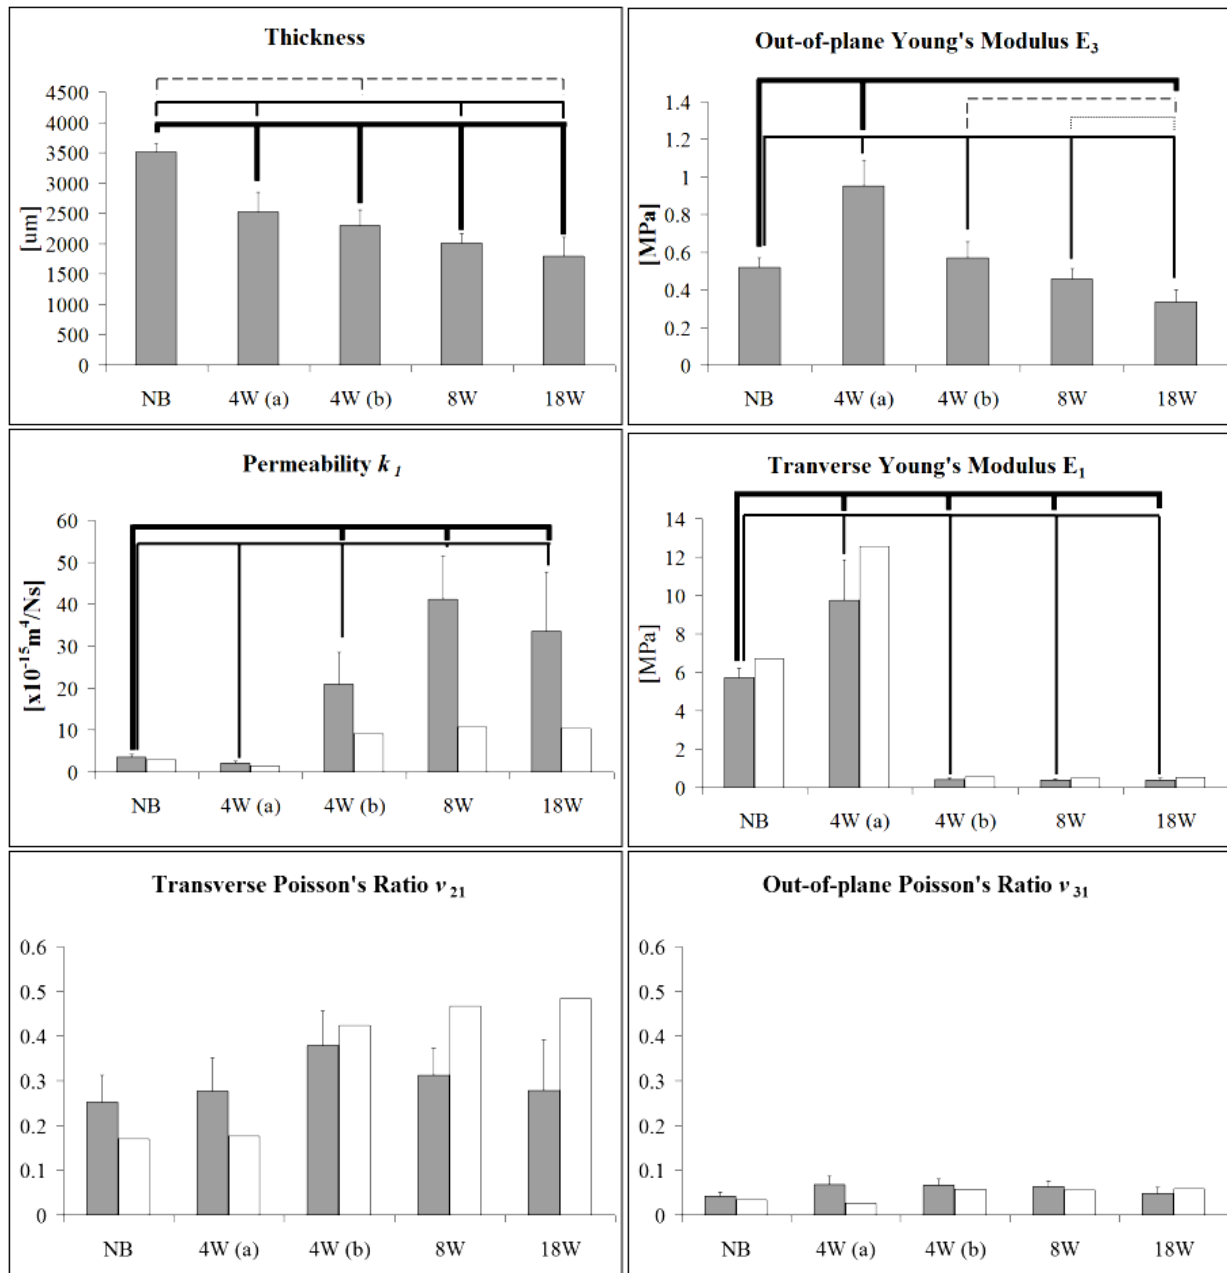 Thickness
4500
4000
3500
3000
2500
2000
1500
1000
500
0
[um]
NB 4W (a) 4W (b) 8W 18W
Out-of-plane Young's Modulus E3
1.4
1.2
1
0.8
0.6
0.4
0.2
0
[MPa]
NB 4W (a) 4W (b) 8W 18W
Permeability k1
60
50
40
30
20
10
0
[x10-15m4/Ns]
NB 4W (a) 4W (b) 8W 18W
Tranverse Young's Modulus E1
14
12
10
8
6
4
2
0
[MPa]
NB 4W (a) 4W (b) 8W 18W
Transverse Poisson's Ratio v21
0.6
0.5
0.4
0.3
0.2
0.1
0
NB 4W (a) 4W (b) 8W 18W
Out-of-plane Poisson's Ratio v31
0.6
0.5
0.4
0.3
0.2
0.1
0
NB 4W (a) 4W (b) 8W 18W